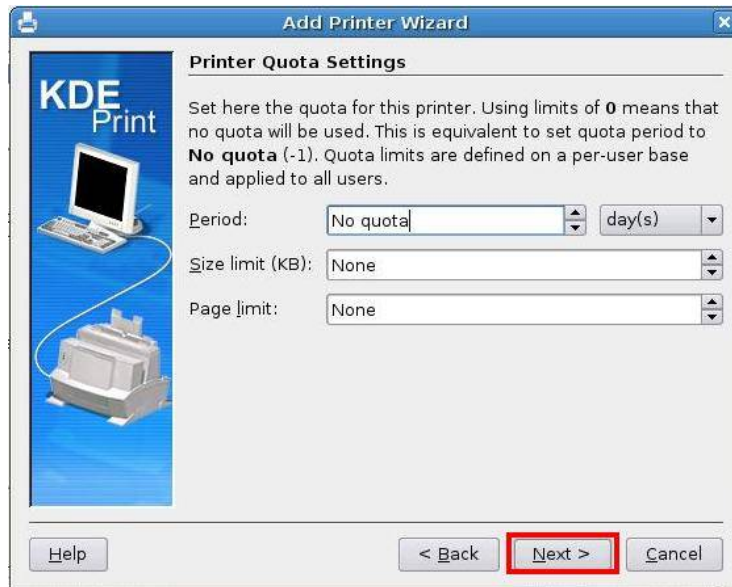 Add Printer Wizard
KDE
Print
Printer Quota Settings
Set here the quota for this printer. Using limits of 0 means that
no quota will be used. This is equivalent to set quota period to
No quota (-1). Quota limits are defined on a per-user base
and applied to all users.
Period: No quota day(s)
Size limit (KB): None
Page limit: None
Help < Back Next > Cancel